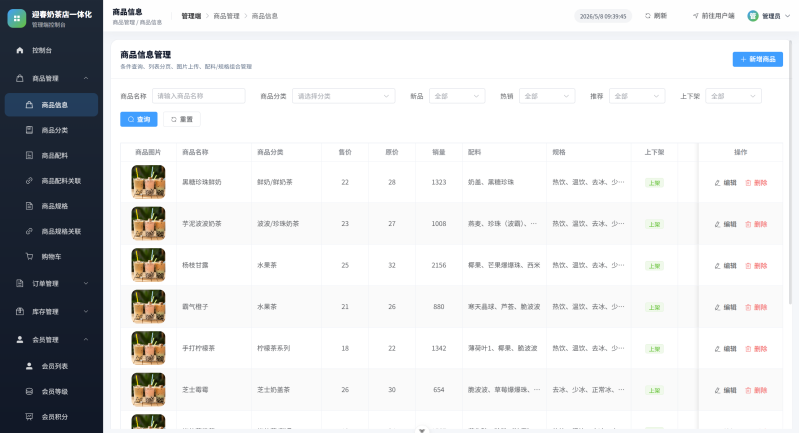 迎春奶茶店一体化
管理端控制台
控制台
商品管理
商品信息
商品分类
商品配料
商品配料关联
商品规格
商品规格关联
购物车
订单管理
库存管理
会员管理
会员列表
会员等级
会员积分
商品信息
商品管理 / 商品信息
管理端 商品管理 商品信息
2026/5/8 09:39:45 刷新 前往用户端 管理员
商品信息管理
条件查询、列表分页、图片上传、配料/规格组合管理
新增商品
商品名称 请输入商品名称 商品分类 请选择分类 新品 全部 热销 全部 推荐 全部 上下架 全部
查询 重置
商品图片 商品名称 商品分类 售价 原价 销量 配料 规格 上下架 操作
黑糖珍珠鲜奶 鲜奶/鲜奶茶 22 28 1323 奶盖、黑糖珍珠 热饮、温饮、去冰、少… 上架 编辑 删除
芋泥波波奶茶 波波/珍珠奶茶 23 27 1008 燕麦、珍珠（波霸）、… 热饮、温饮、去冰、少… 上架 编辑 删除
杨枝甘露 水果茶 25 32 2156 椰果、芒果爆爆珠、西米 热饮、温饮、去冰、少… 上架 编辑 删除
霸气橙子 水果茶 21 26 880 寒天晶球、芦荟、脆波波 热饮、温饮、去冰、少… 上架 编辑 删除
手打柠檬茶 柠檬茶系列 18 22 1342 薄荷叶1、椰果、脆波波 热饮、温饮、去冰、少… 上架 编辑 删除
芝士莓莓 芝士奶盖茶 26 30 654 脆波波、草莓爆爆珠、… 去冰、少冰、正常冰、… 上架 编辑 删除